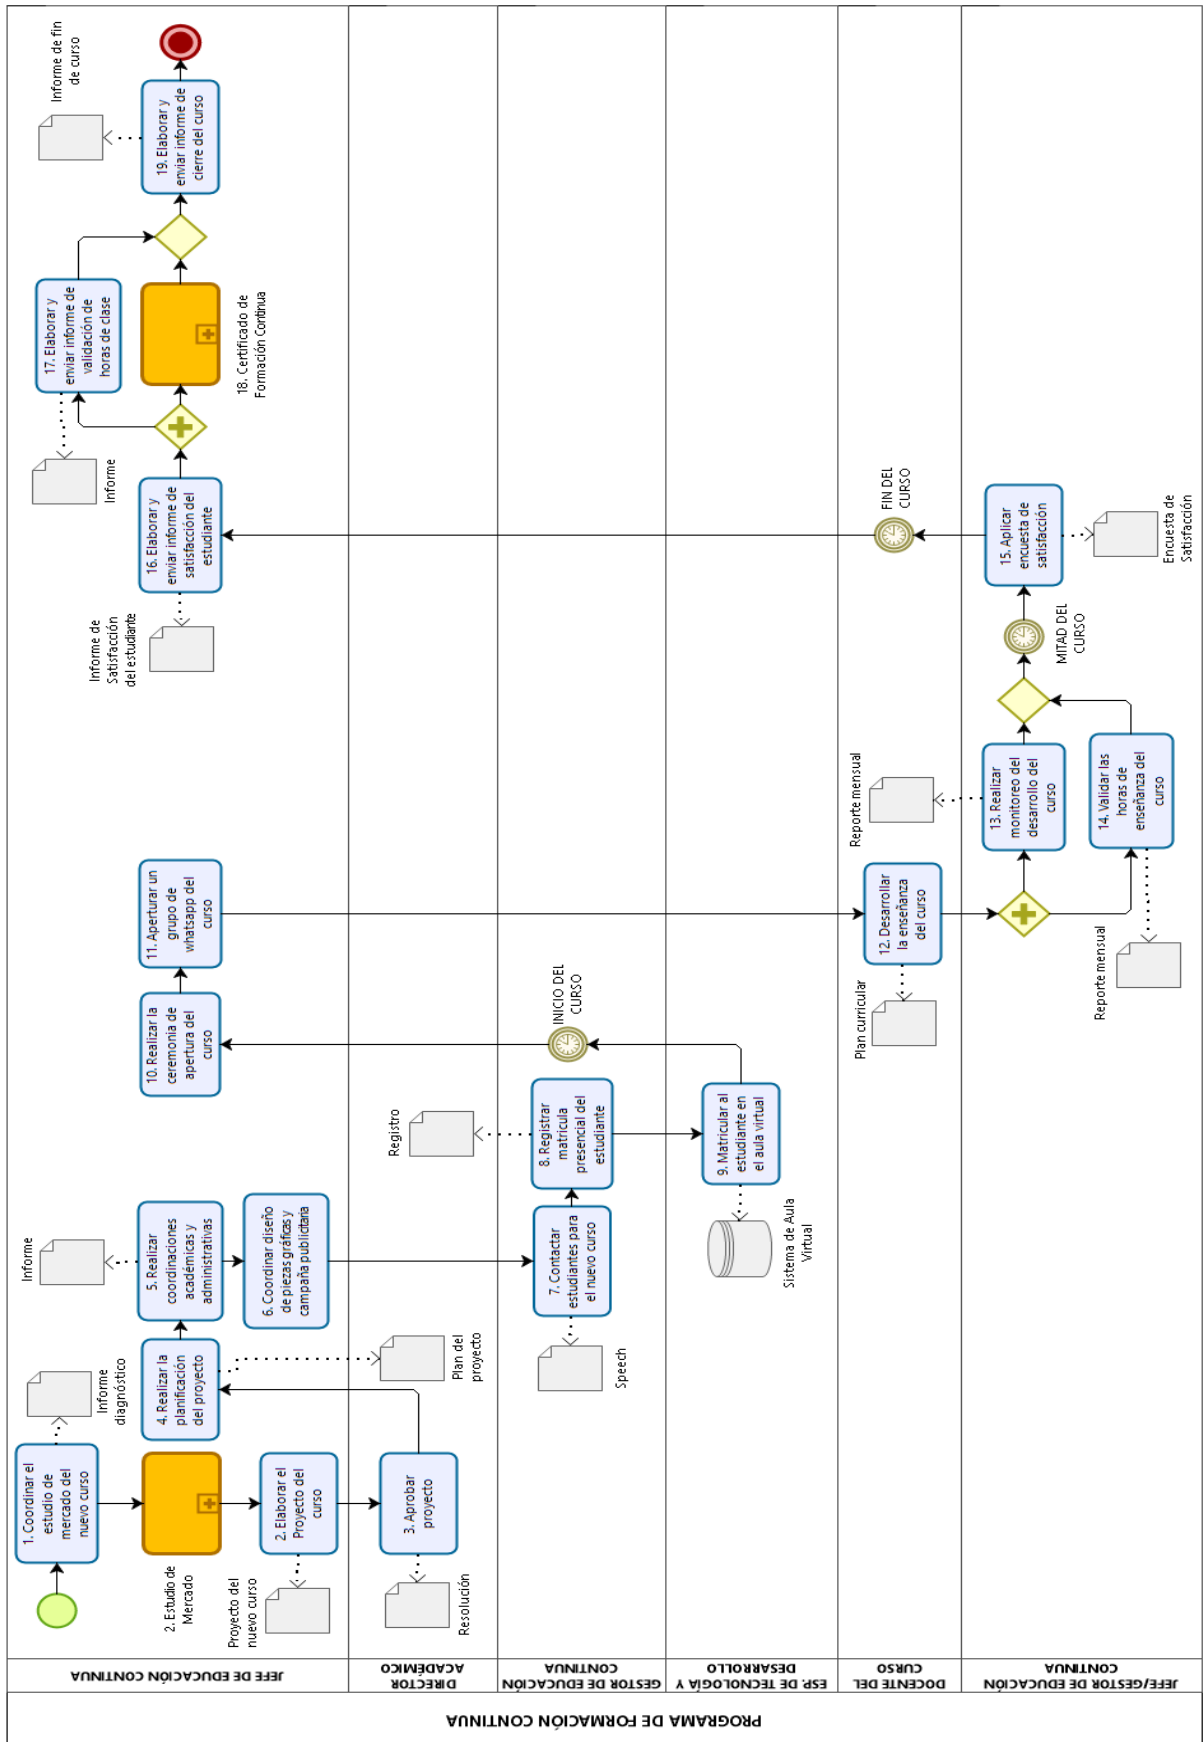 PROGRAMA DE FORMACIÓN CONTINUA
JEFE DE EDUCACIÓN CONTINUA
1. Coordinar el
estudio de
mercado del
nuevo curso
Informe
diagnóstico
2. Estudio de
Mercado
2. Elaborar el
Proyecto del
curso
Proyecto del
nuevo curso
4. Realizar la
planificación
del proyecto
5. Realizar
coordinaciones
académicas y
administrativas
Informe
6. Coordinar diseño
de piezas gráficas y
campaña publicitaria
10. Realizar la
ceremonia de
apertura del
curso
11. Aperturar un
grupo de
whatsapp del
curso
16. Elaborar y
enviar informe de
satisfacción del
estudiante
Informe de
Satisfacción
del estudiante
17. Elaborar y
enviar informe de
validación de
horas de clase
Informe
18. Certificado de
Formación Continua
19. Elaborar y
enviar informe de
cierre del curso
Informe de fin
de curso
DIRECTOR
ACADÉMICO
3. Aprobar
proyecto
Resolución
Plan del
proyecto
GESTOR DE EDUCACIÓN
CONTINUA
7. Contactar
estudiantes para
el nuevo curso
Speech
8. Registrar
matricula
presencial del
estudiante
Registro
INICIO DEL
CURSO
ESP. DE TECNOLOGÍA Y
DESARROLLO
9. Matricular al
estudiante en
el aula virtual
Sistema de Aula
Virtual
DOCENTE DEL
CURSO
12. Desarrollar
la enseñanza
del curso
Plan curricular
Reporte mensual
FIN DEL
CURSO
JEFE/GESTOR DE EDUCACIÓN
CONTINUA
13. Realizar
monitoreo del
desarrollo del
curso
14. Validar las
horas de
enseñanza del
curso
Reporte mensual
MITAD DEL
CURSO
15. Aplicar
encuesta de
satisfacción
Encuesta de
Satisfacción